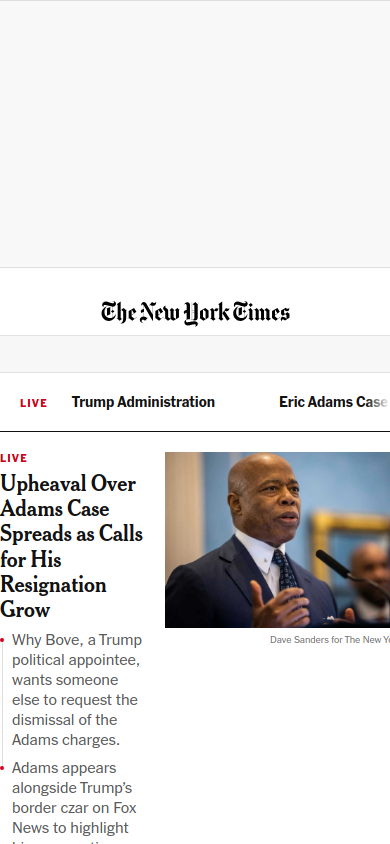 The New York Times
LIVE Trump Administration Eric Adams Case
LIVE
Upheaval Over
Adams Case
Spreads as Calls
for His
Resignation
Grow
Why Bove, a Trump
political appointee,
wants someone
else to request the
dismissal of the
Adams charges.
Adams appears
alongside Trump's
border czar on Fox
News to highlight
Dave Sanders for The New